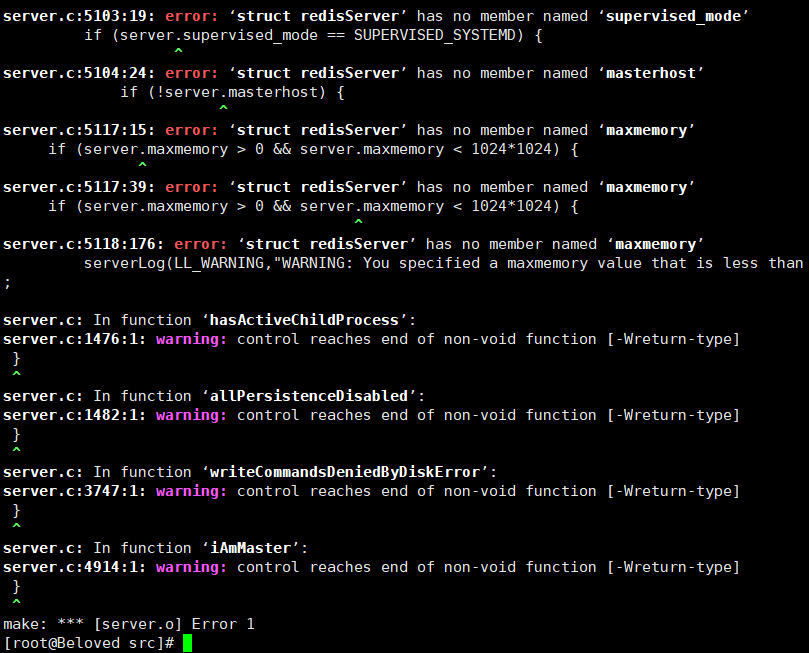 server.c:5103:19: error: ‘struct redisServer’ has no member named ‘supervised_mode’
         if (server.supervised_mode == SUPERVISED_SYSTEMD) {
                   ^
server.c:5104:24: error: ‘struct redisServer’ has no member named ‘masterhost’
             if (!server.masterhost) {
                        ^
server.c:5117:15: error: ‘struct redisServer’ has no member named ‘maxmemory’
     if (server.maxmemory > 0 && server.maxmemory < 1024*1024) {
               ^
server.c:5117:39: error: ‘struct redisServer’ has no member named ‘maxmemory’
     if (server.maxmemory > 0 && server.maxmemory < 1024*1024) {
                                       ^
server.c:5118:176: error: ‘struct redisServer’ has no member named ‘maxmemory’
         serverLog(LL_WARNING,"WARNING: You specified a maxmemory value that is less than
;
server.c: In function ‘hasActiveChildProcess’:
server.c:1476:1: warning: control reaches end of non-void function [-Wreturn-type]
 }
 ^
server.c: In function ‘allPersistenceDisabled’:
server.c:1482:1: warning: control reaches end of non-void function [-Wreturn-type]
 }
 ^
server.c: In function ‘writeCommandsDeniedByDiskError’:
server.c:3747:1: warning: control reaches end of non-void function [-Wreturn-type]
 }
 ^
server.c: In function ‘iAmMaster’:
server.c:4914:1: warning: control reaches end of non-void function [-Wreturn-type]
 }
 ^
make: *** [server.o] Error 1
[root@Beloved src]#